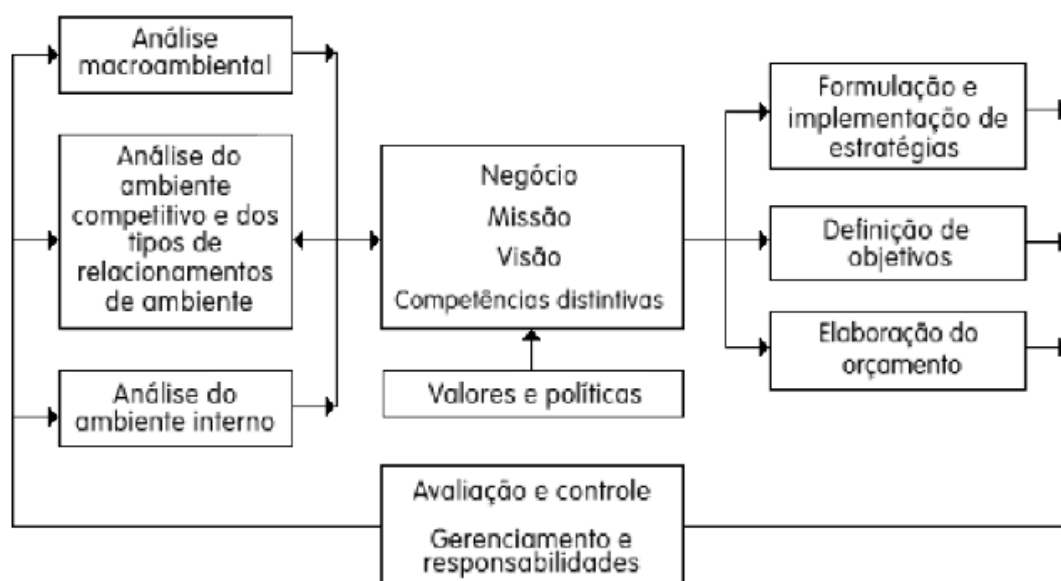 Análise
macroambiental
Análise do
ambiente
competitivo e dos
tipos de
relacionamentos
de ambiente
Análise do
ambiente interno
Negócio
Missão
Visão
Competências distintivas
Valores e políticas
Formulação e
implementação de
estratégias
Definição de
objetivos
Elaboração do
orçamento
Avaliação e controle
Gerenciamento e
responsabilidades